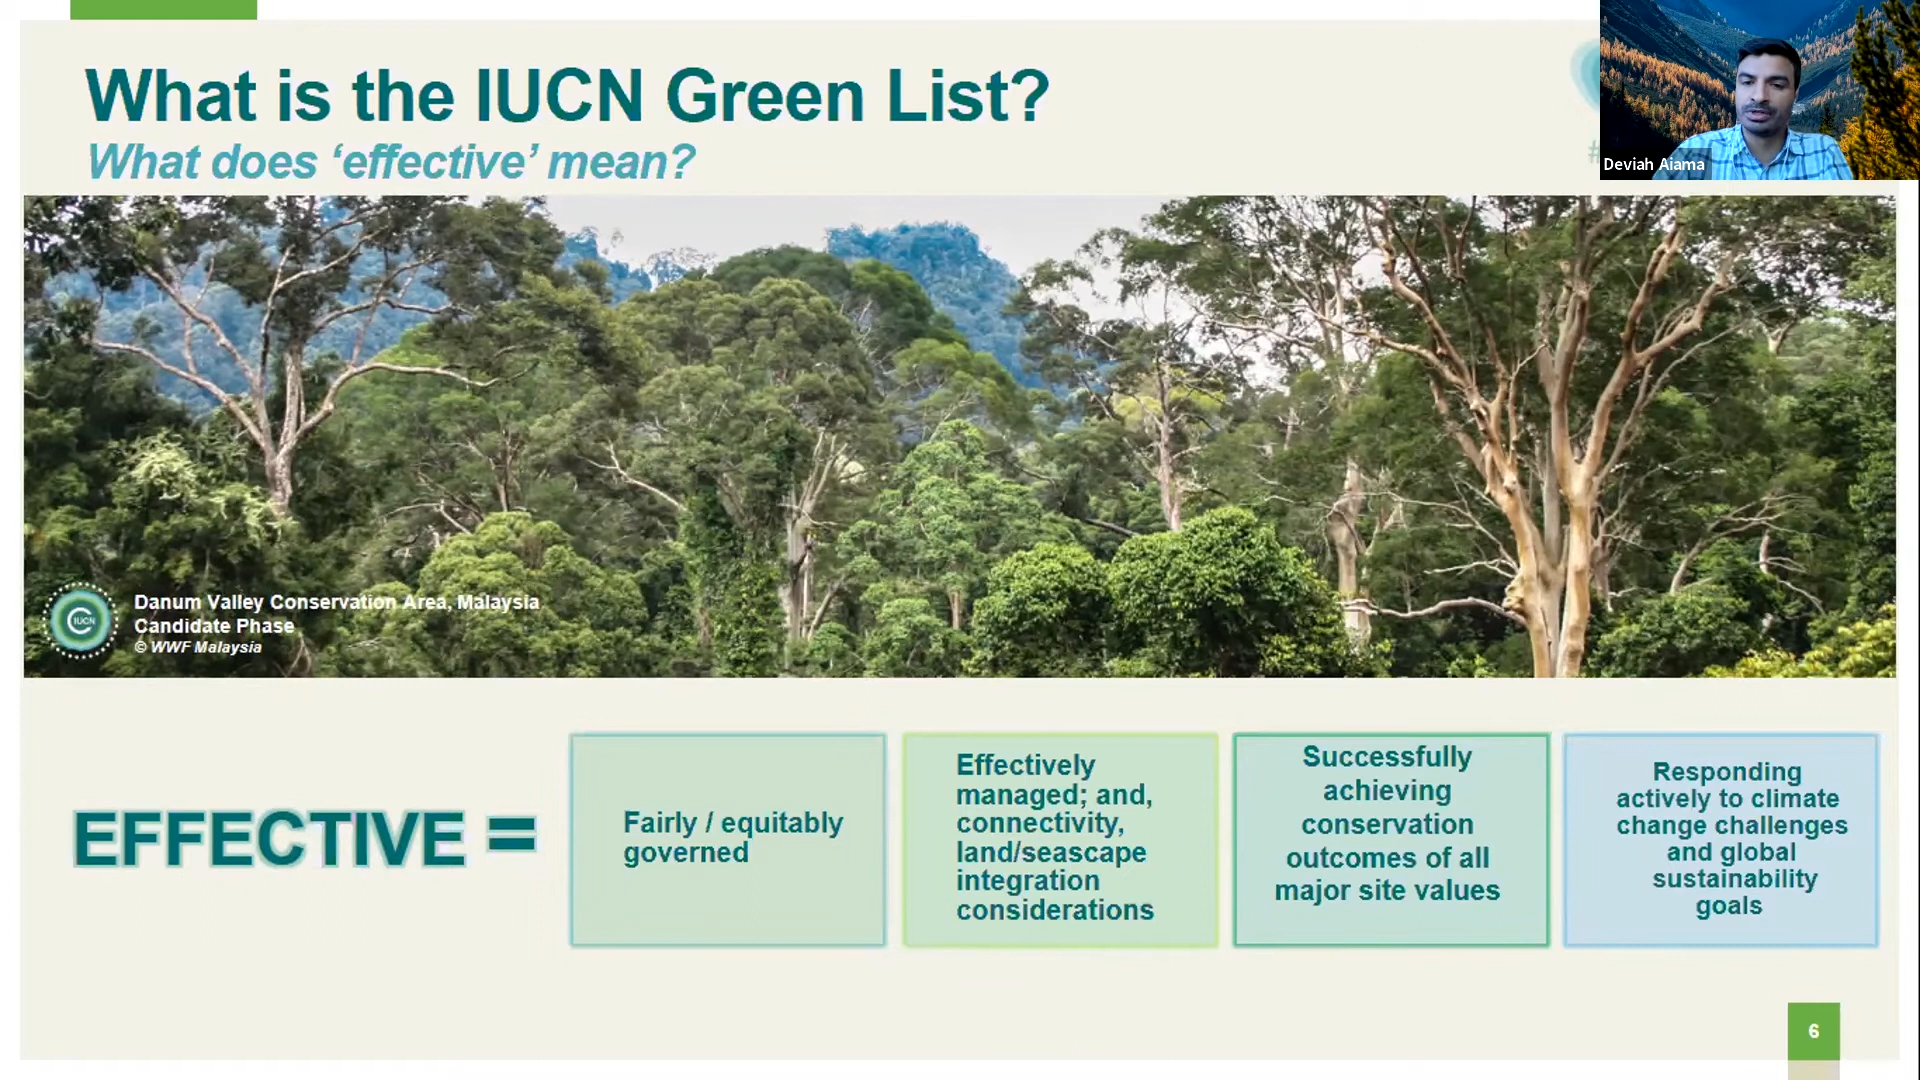 What is the IUCN Green List?
What does ‘effective’ mean?
#
Deviah Aiama
IUCN
Danum Valley Conservation Area, Malaysia
Candidate Phase
© WWF Malaysia
EFFECTIVE =
Fairly / equitably
governed
Effectively
managed; and,
connectivity,
land/seascape
integration
considerations
Successfully
achieving
conservation
outcomes of all
major site values
Responding
actively to climate
change challenges
and global
sustainability
goals
6